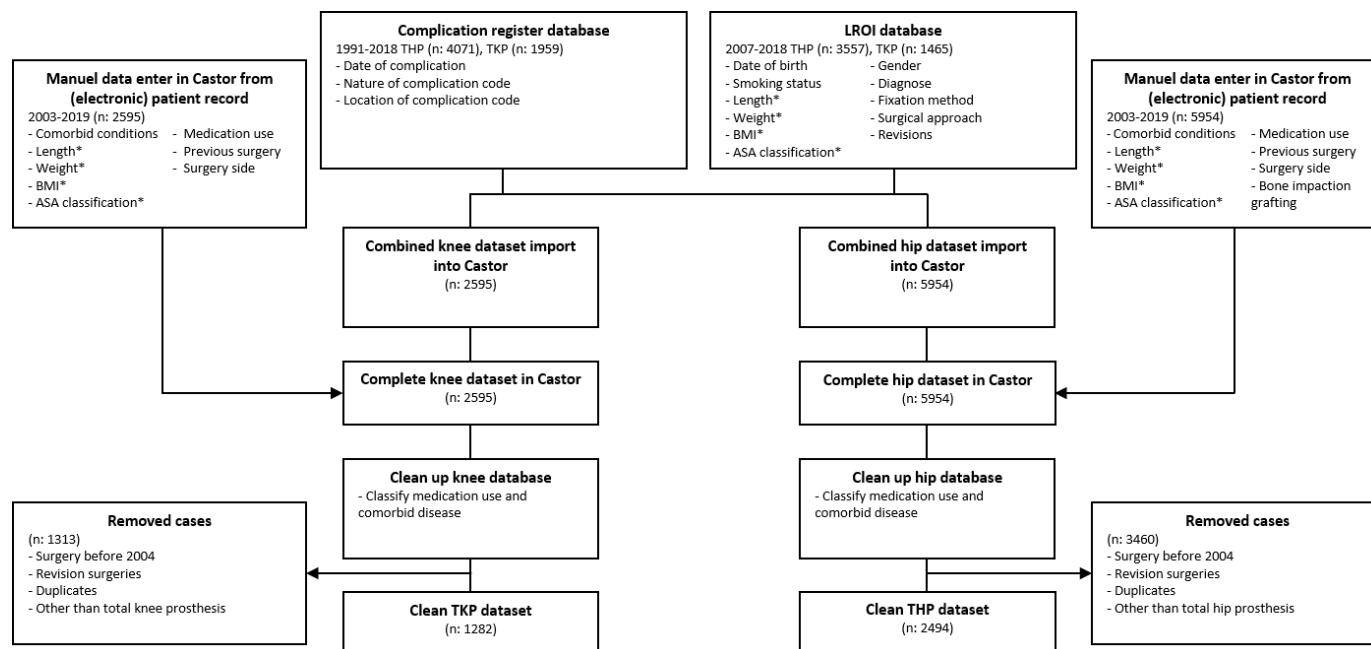 Complication register database
1991-2018 THP (n: 4071), TKP (n: 1959)
- Date of complication
- Nature of complication code
- Location of complication code
LROI database
2007-2018 THP (n: 3557), TKP (n: 1465)
- Date of birth
- Smoking status
- Length*
- Weight*
- BMI*
- ASA classification*
- Gender
- Diagnose
- Fixation method
- Surgical approach
- Revisions
Manuel data enter in Castor from
(electronic) patient record
2003-2019 (n: 2595)
- Comorbid conditions
- Length*
- Weight*
- BMI*
- ASA classification*
- Medication use
- Previous surgery
- Surgery side
Manuel data enter in Castor from
(electronic) patient record
2003-2019 (n: 5954)
- Comorbid conditions
- Length*
- Weight*
- BMI*
- ASA classification*
- Medication use
- Previous surgery
- Surgery side
- Bone impaction
grafting
Combined knee dataset import
into Castor
(n: 2595)
Combined hip dataset import
into Castor
(n: 5954)
Complete knee dataset in Castor
(n: 2595)
Complete hip dataset in Castor
(n: 5954)
Clean up knee database
- Classify medication use and
comorbid disease
Clean up hip database
- Classify medication use and
comorbid disease
Removed cases
(n: 1313)
- Surgery before 2004
- Revision surgeries
- Duplicates
- Other than total knee prosthesis
Removed cases
(n: 3460)
- Surgery before 2004
- Revision surgeries
- Duplicates
- Other than total hip prosthesis
Clean TKP dataset
(n: 1282)
Clean THP dataset
(n: 2494)